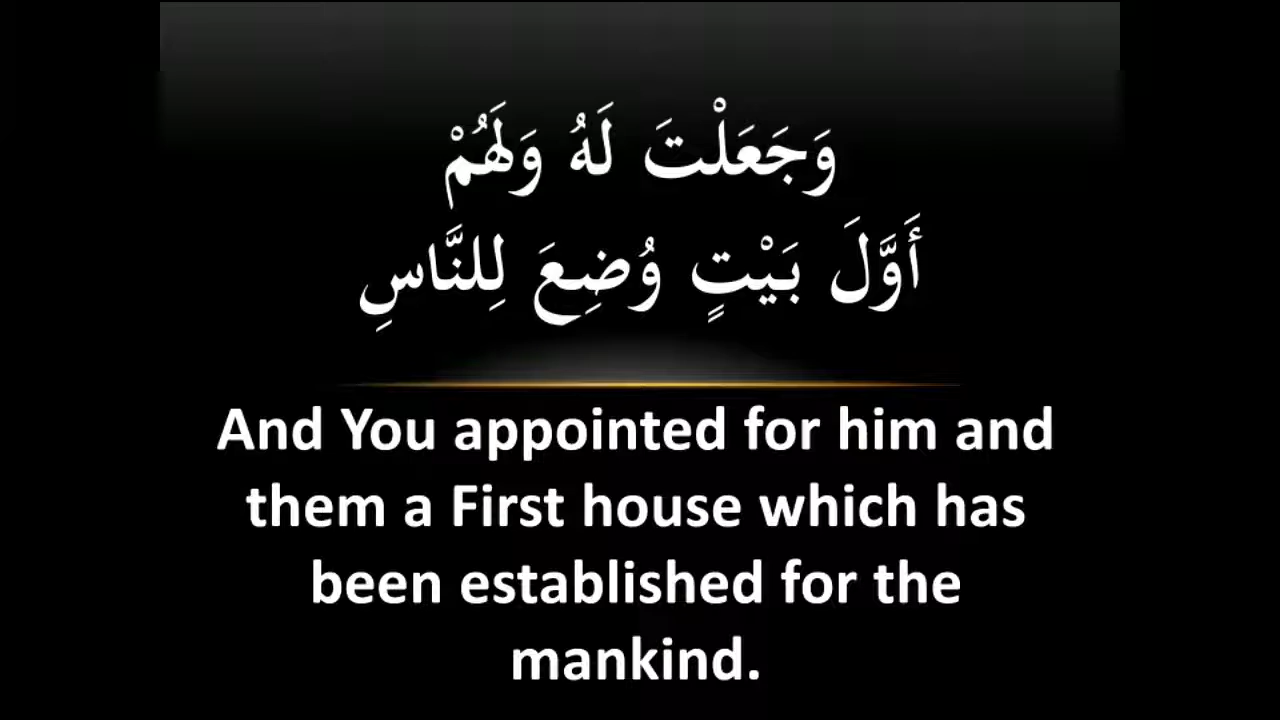 وَجَعَلْتَ لَهُ وَلَهُمْ
أَوَّلَ بَيْتٍ وُضِعَ لِلنَّاسِ
And You appointed for him and
them a First house which has
been established for the
mankind.